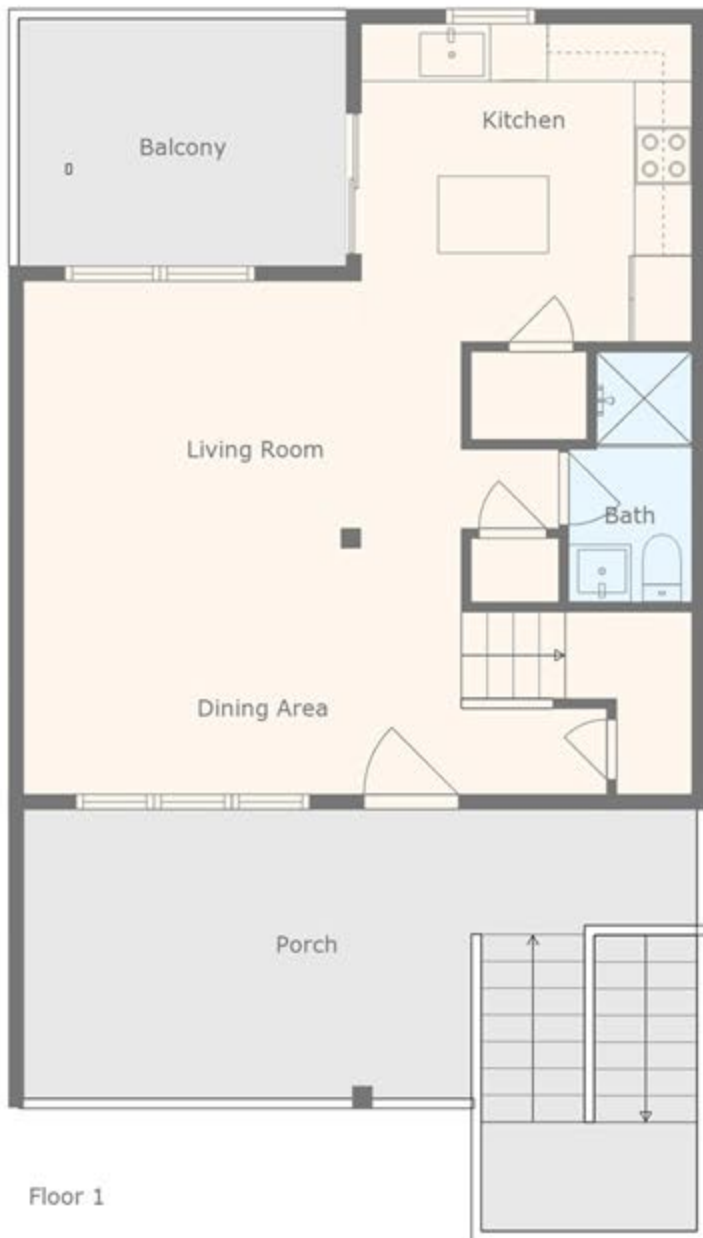 Balcony
Kitchen
Living Room
Bath
Dining Area
Porch
Floor 1